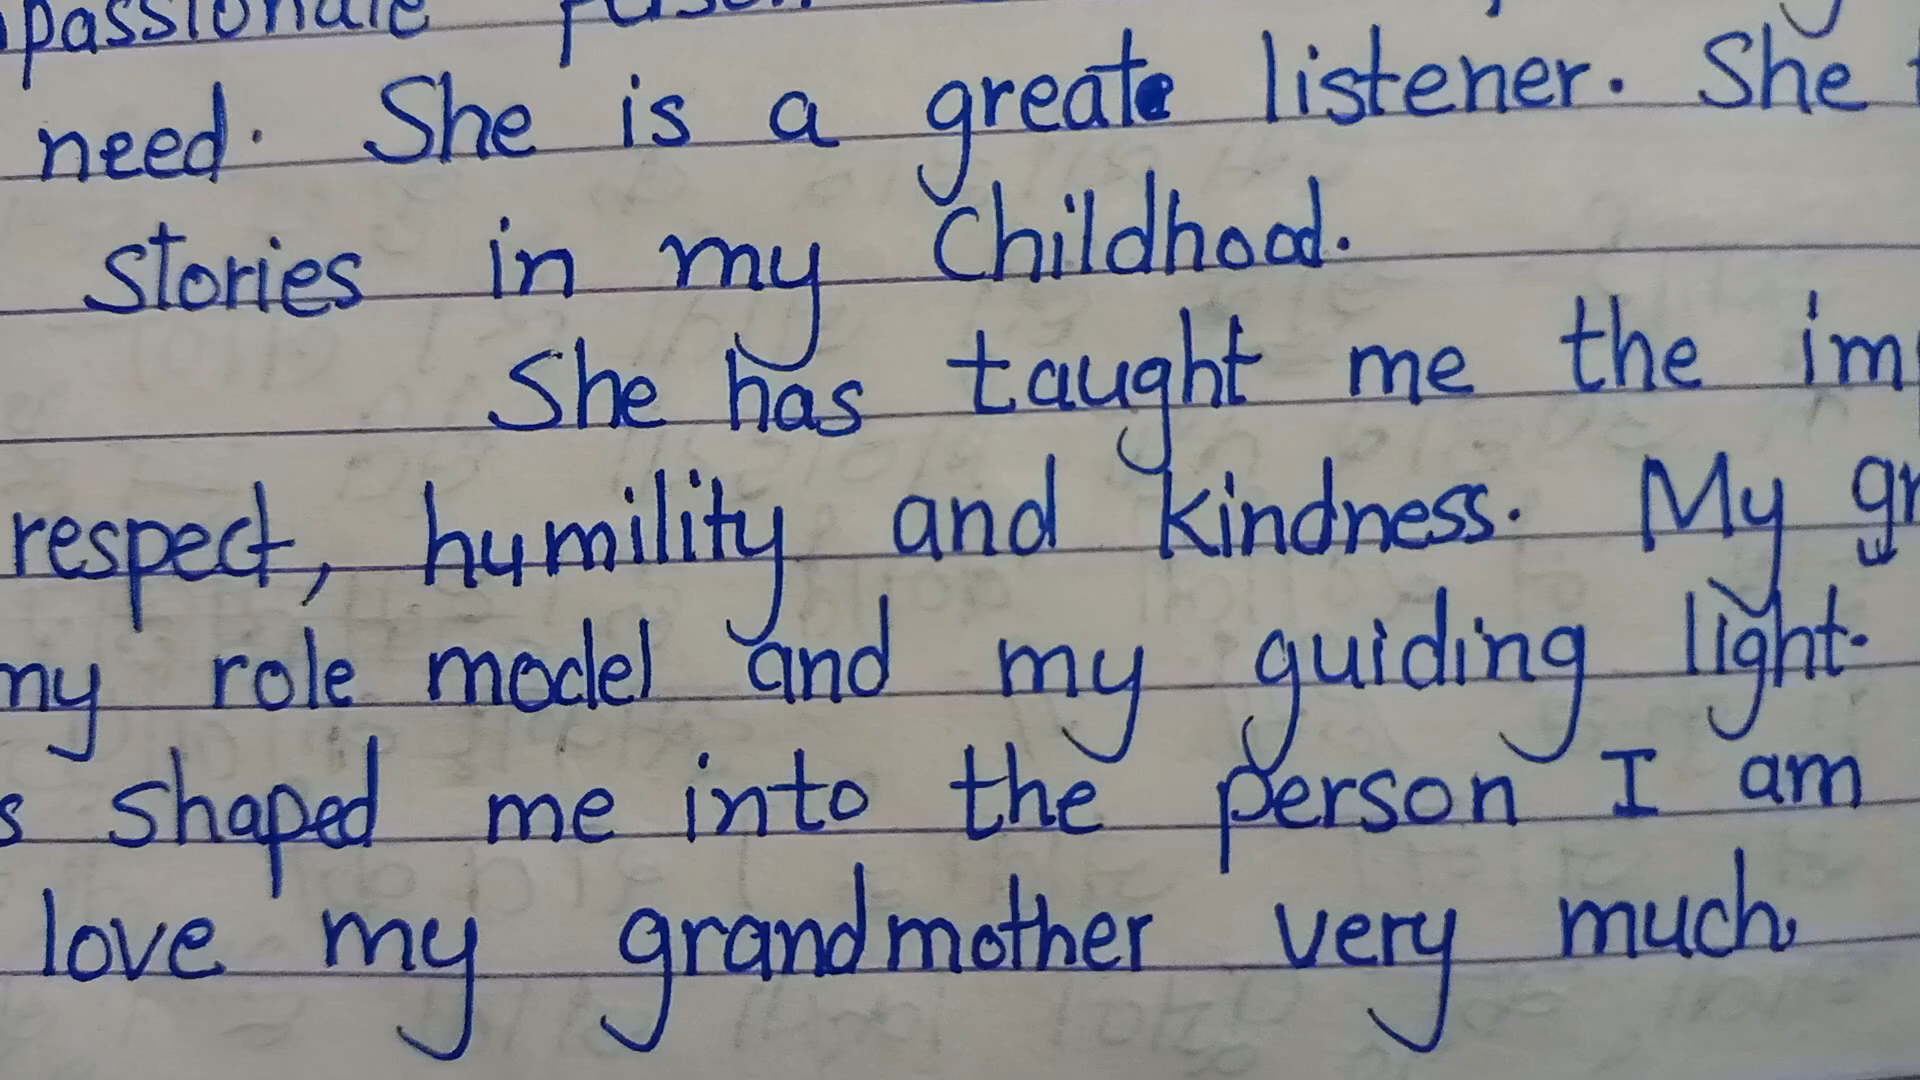 need. She is a greate listener. She
stories in my Childhood.
She has taught me the im
respect, humility and kindness. My gr
my role model and my guiding light.
s shaped me into the person I am
love my grandmother very much.